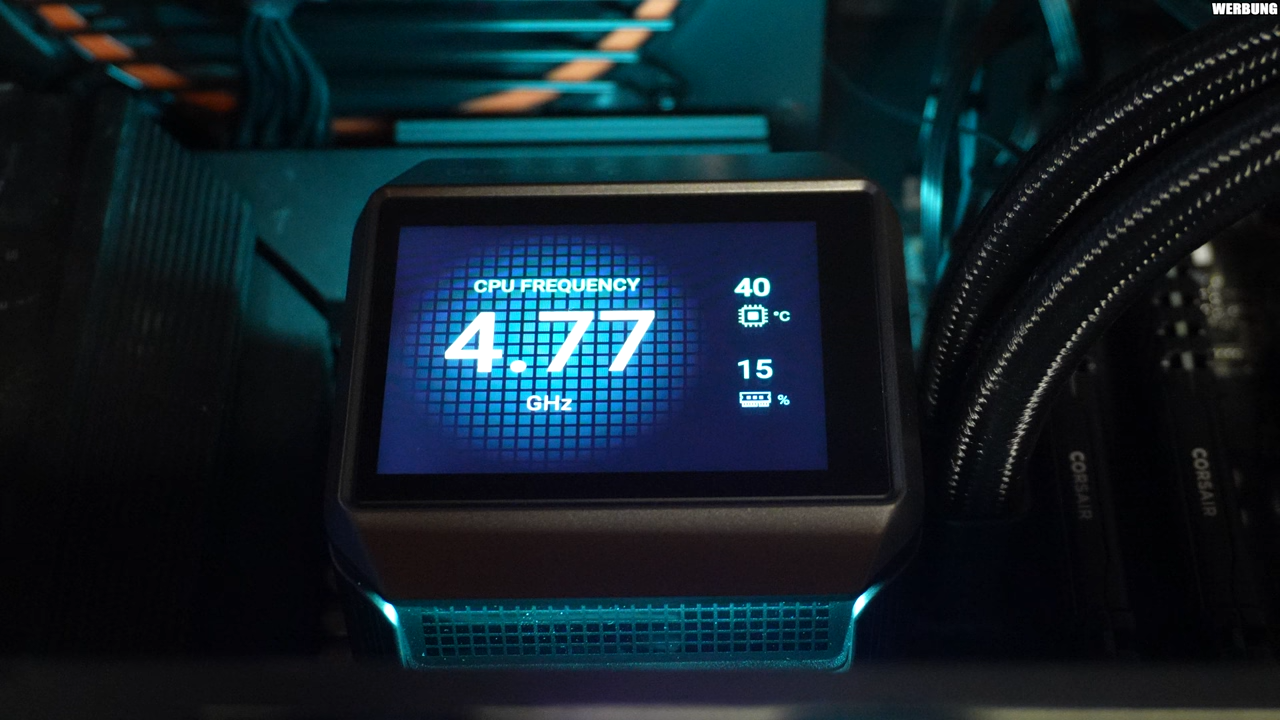 WERBUNG
CPU FREQUENCY
4.77
GHz
40
°C
15
%
CORSAIR
CORSAIR